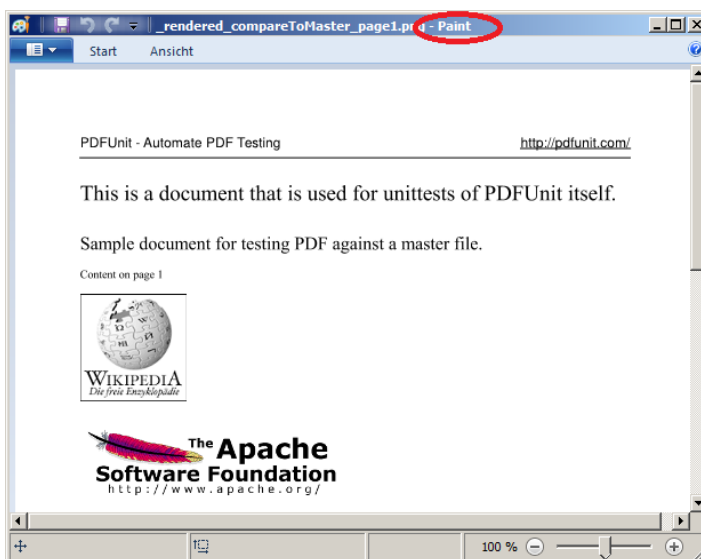 _rendered_compareToMaster_page1.png - Paint
Start Ansicht
PDFUnit - Automate PDF Testing http://pdfunit.com/
This is a document that is used for unittests of PDFUnit itself.
Sample document for testing PDF against a master file.
Content on page 1
WIKIPEDIA
Die freie Enzyklopädie
The Apache
Software Foundation
http://www.apache.org/
100 %